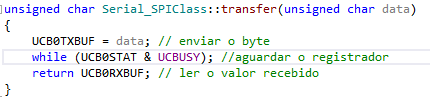 unsigned char Serial_SPIClass::transfer(unsigned char data)
{
UCB0TXBUF = data; // enviar o byte
while (UCB0STAT & UCBUSY); //aguardar o registrador
return UCB0RXBUF; // ler o valor recebido
}